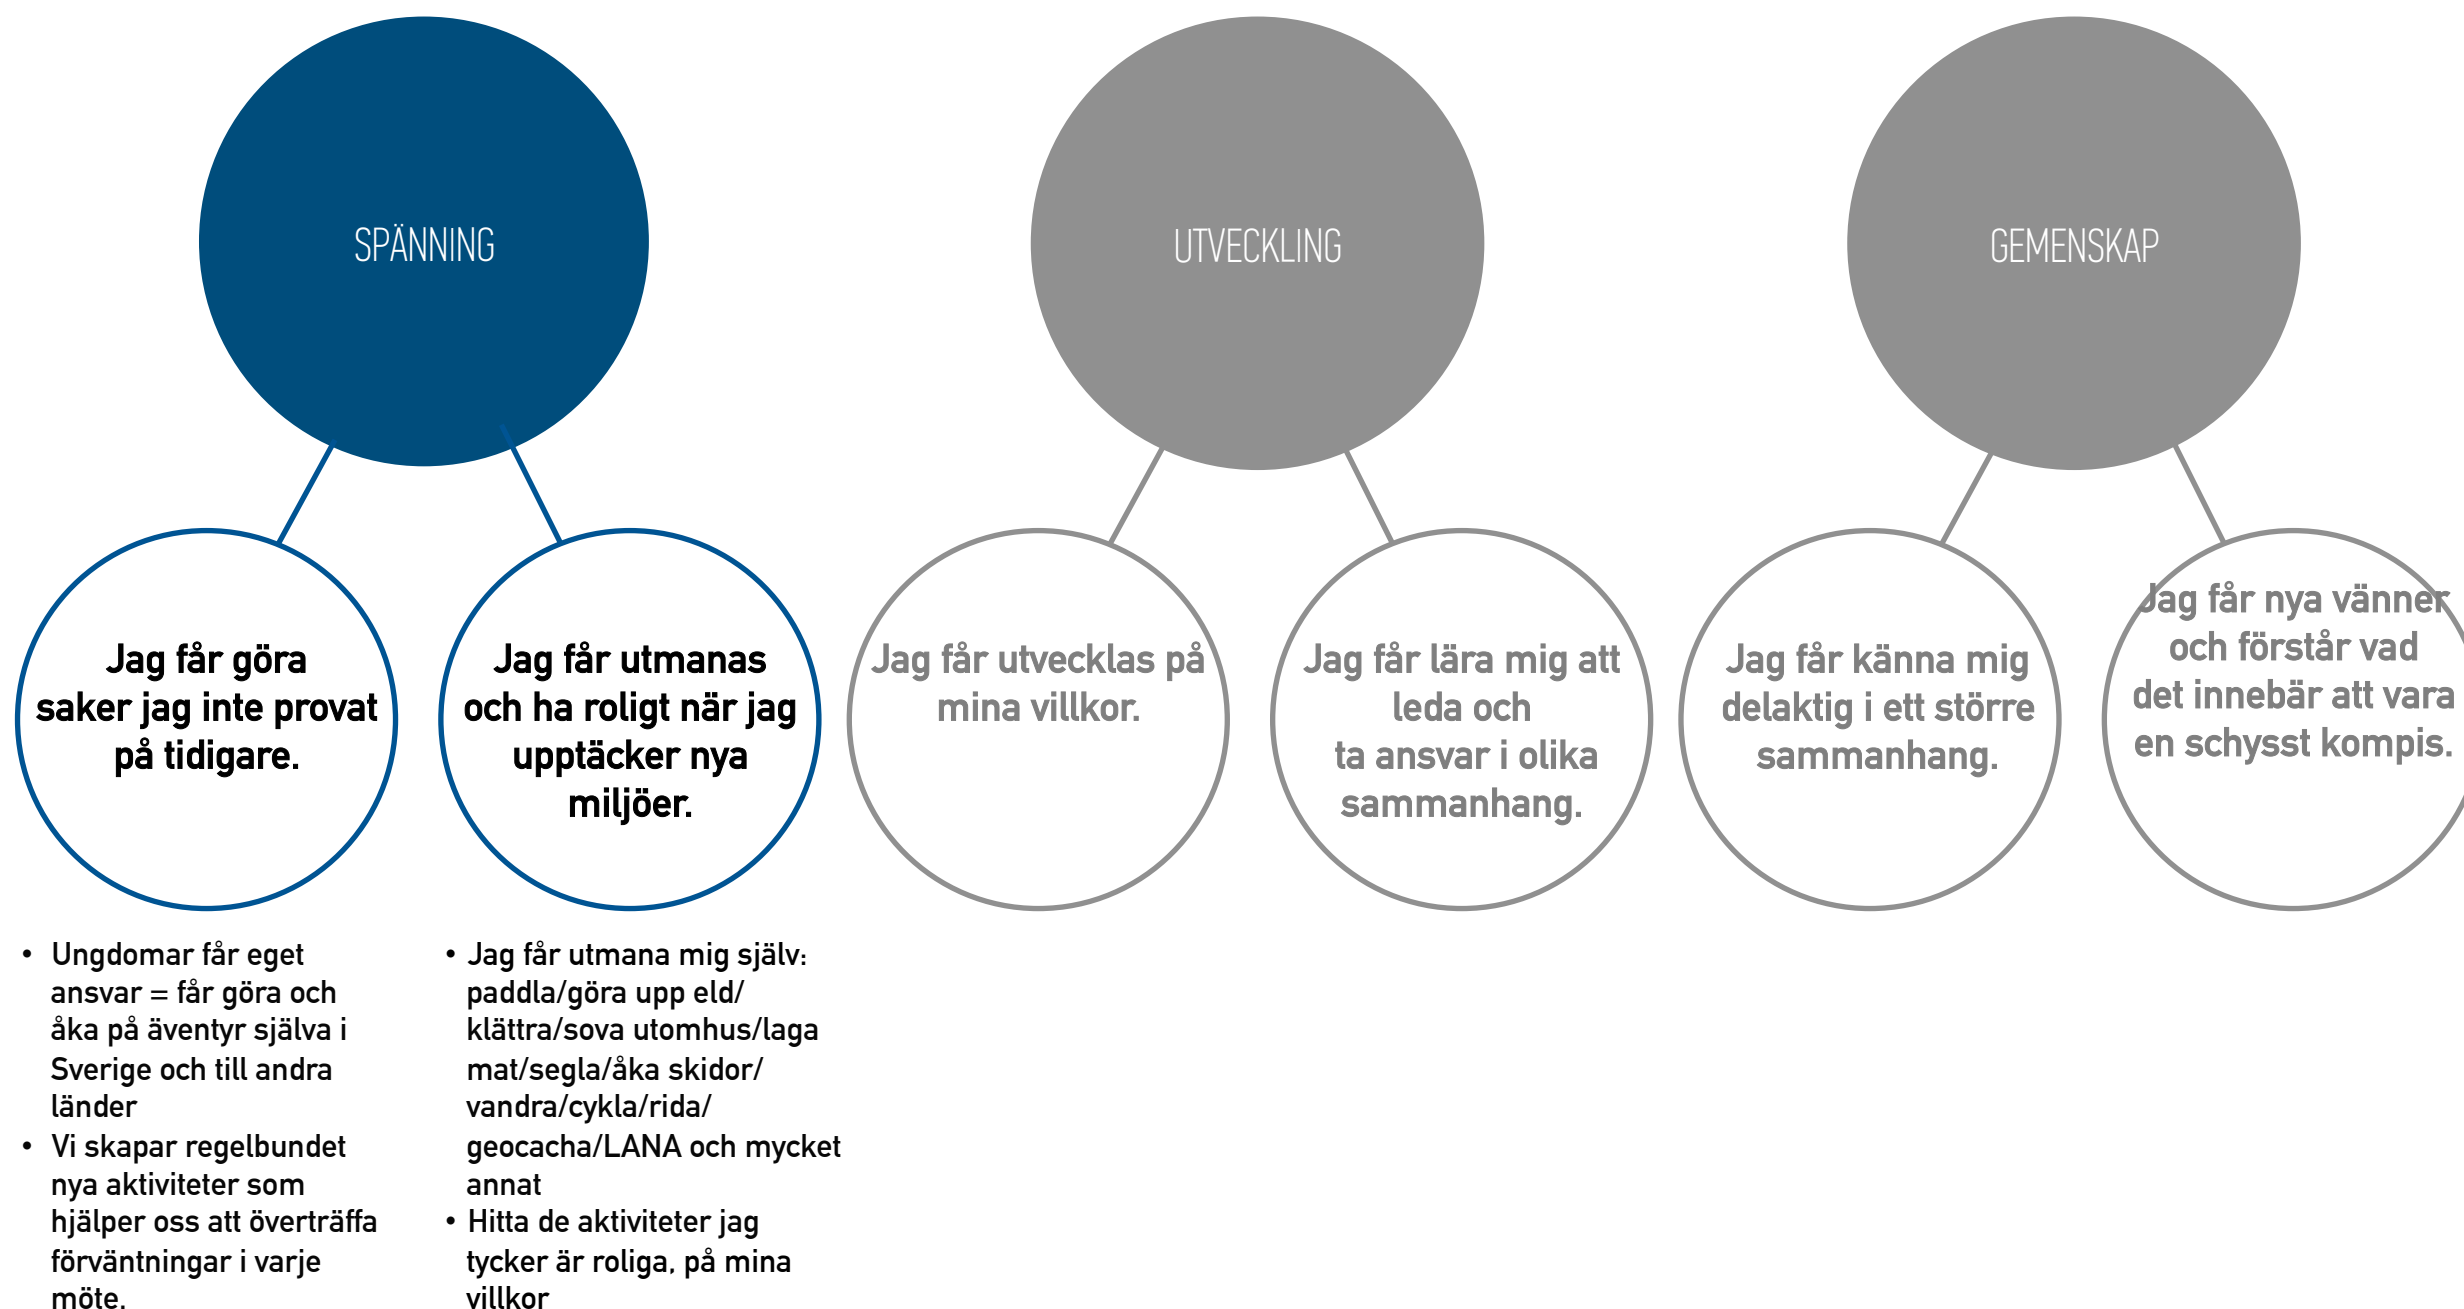 SPÄNNING
UTVECKLING
GEMENSKAP
Jag får göra
saker jag inte provat
på tidigare.
Jag får utmanas
och ha roligt när jag
upptäcker nya
miljöer.
Jag får utvecklas på
mina villkor.
Jag får lära mig att
leda och
ta ansvar i olika
sammanhang.
Jag får känna mig
delaktig i ett större
sammanhang.
Jag får nya vänner
och förstår vad
det innebär att vara
en schysst kompis.
• Ungdomar får eget
ansvar = får göra och
åka på äventyr själva i
Sverige och till andra
länder
• Vi skapar regelbundet
nya aktiviteter som
hjälper oss att överträffa
förväntningar i varje
möte.
• Jag får utmana mig själv:
paddla/göra upp eld/
klättra/sova utomhus/laga
mat/segla/åka skidor/
vandra/cykla/rida/
geocacha/LANA och mycket
annat
• Hitta de aktiviteter jag
tycker är roliga, på mina
villkor